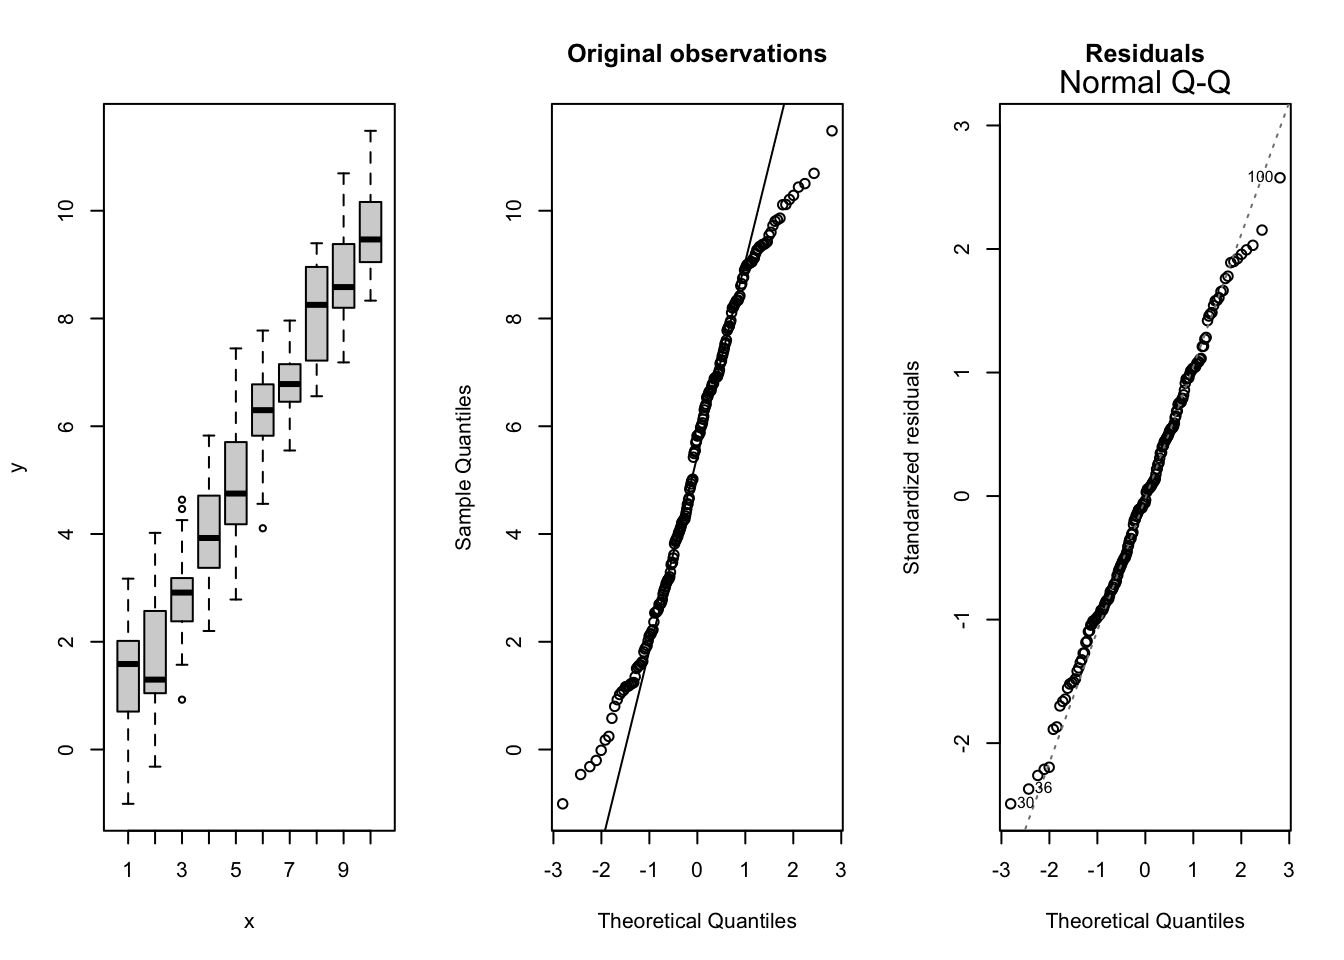 y
10
8
6
4
2
0
1 3 5 7 9
x
Original observations
Sample Quantiles
10
8
6
4
2
0
-3 -2 -1 0 1 2 3
Theoretical Quantiles
Residuals
Normal Q-Q
Standardized residuals
3
2
1
0
-1
-2
100
36
30
-3 -2 -1 0 1 2 3
Theoretical Quantiles